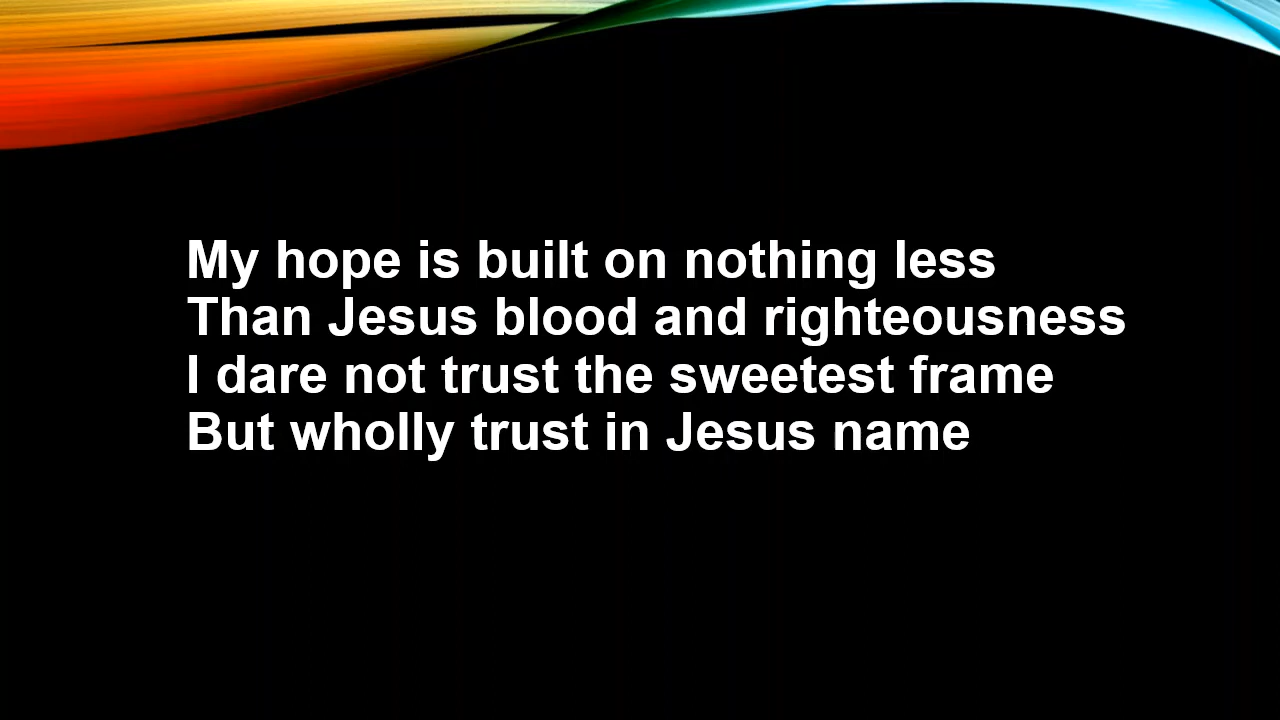 My hope is built on nothing less
Than Jesus blood and righteousness
I dare not trust the sweetest frame
But wholly trust in Jesus name